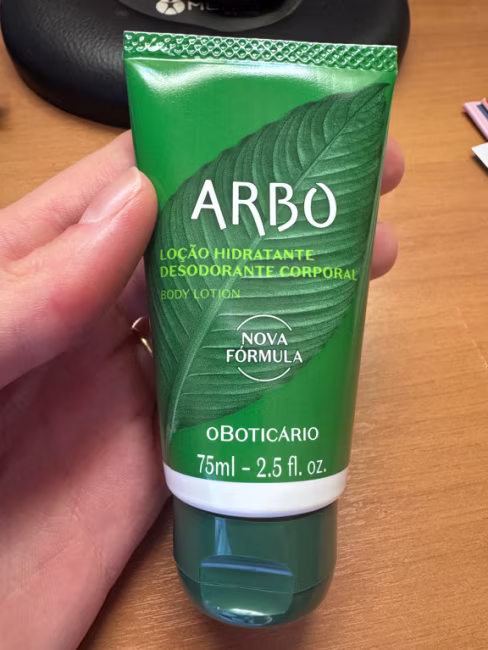 ARBO
LOÇÃO HIDRATANTE
DESODORANTE CORPORAL
BODY LOTION
NOVA
FÓRMULA
oBOTICÁRIO
75ml - 2.5 fl. oz.